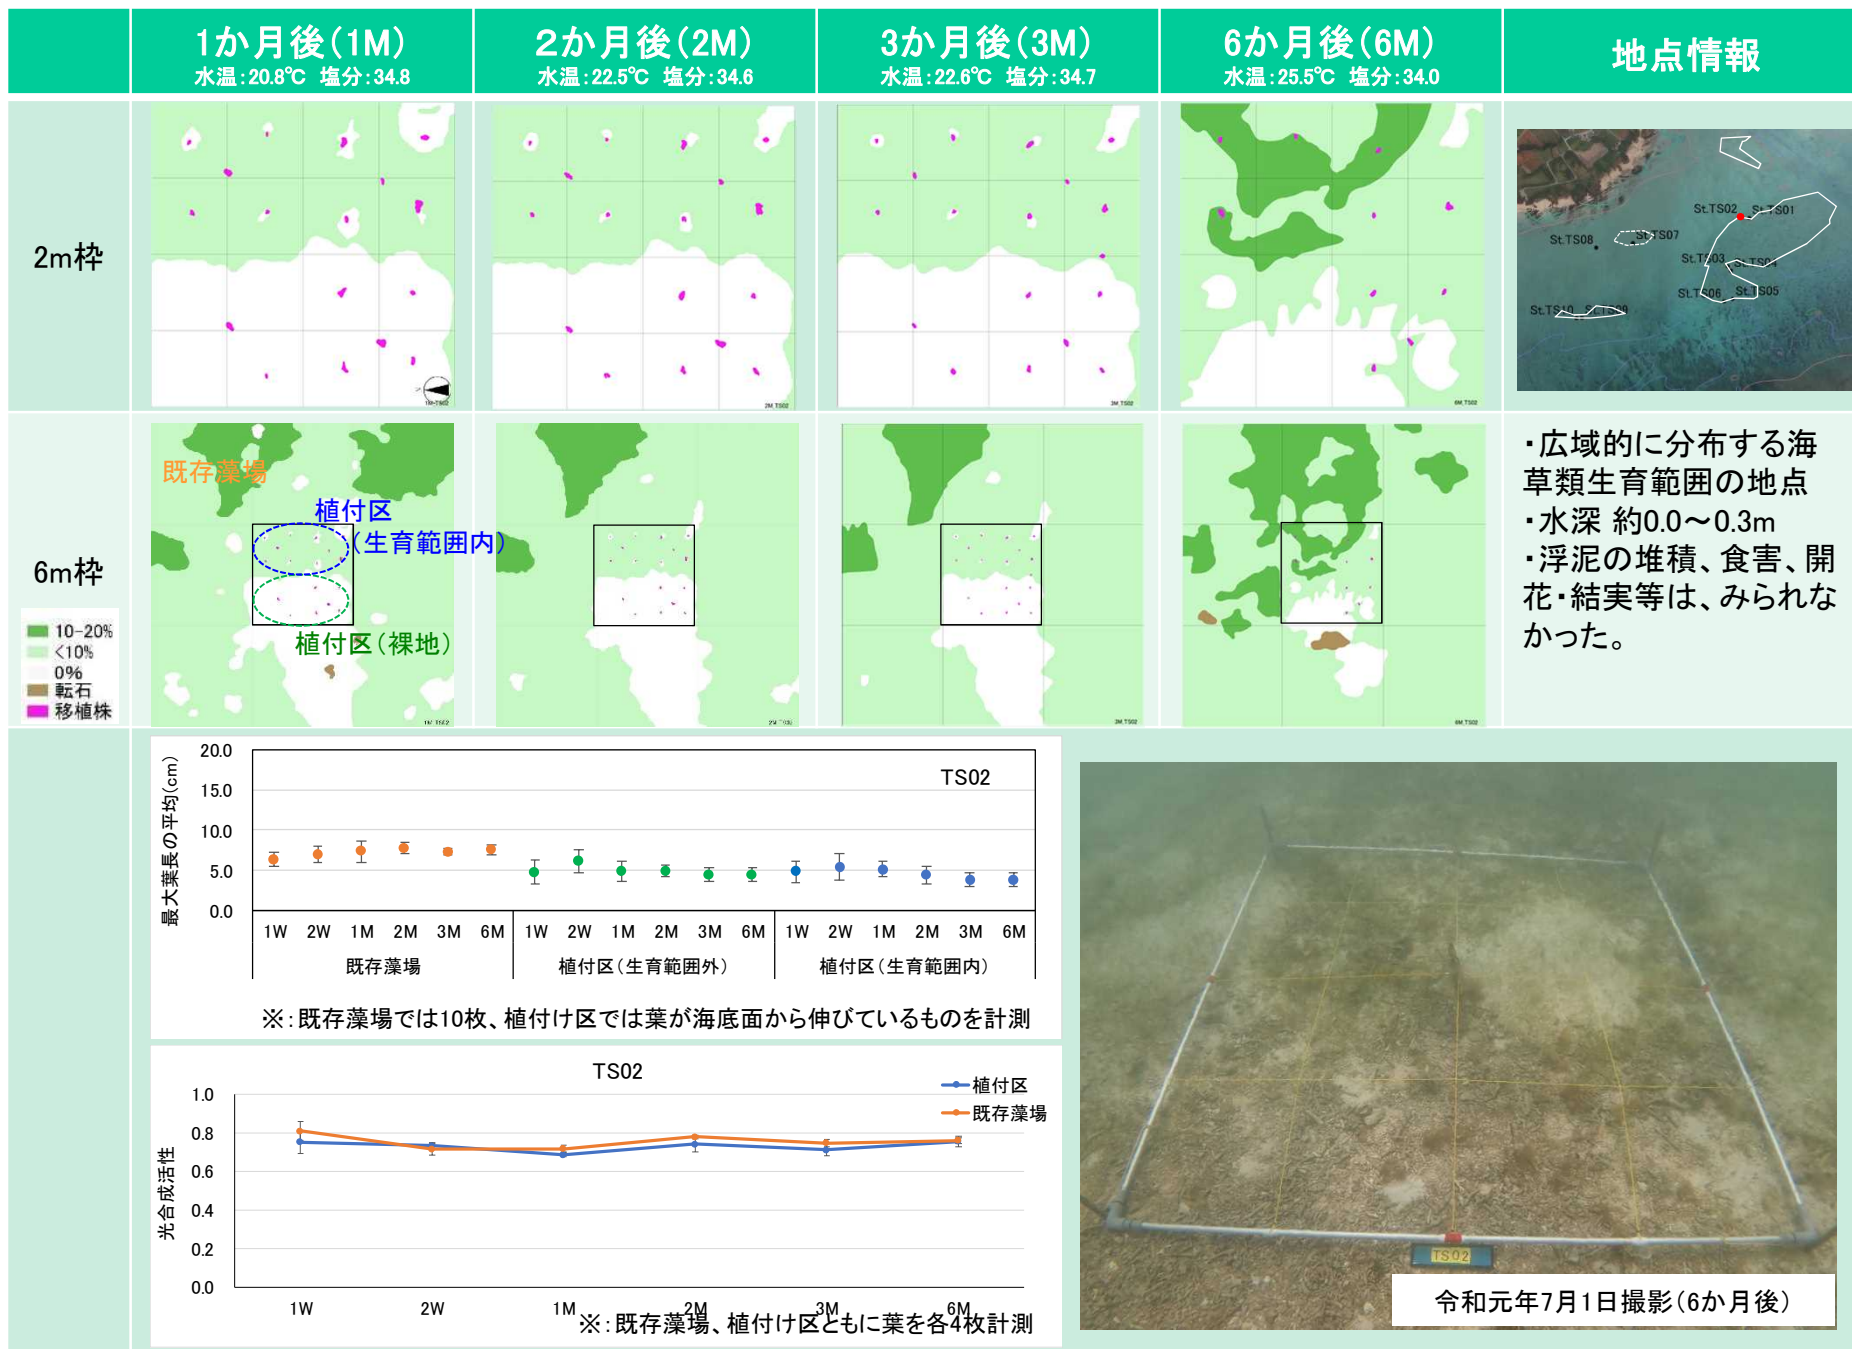 1か月後(1M)
水温:20.8℃ 塩分:34.8
2か月後(2M)
水温:22.5℃ 塩分:34.6
3か月後(3M)
水温:22.6℃ 塩分:34.7
6か月後(6M)
水温:25.5℃ 塩分:34.0
地点情報
2m枠
1M-TS02
2M_TS02
3M_TS02
6M_TS02
St.TS02
St.TS01
St.TS08
St.TS07
St.TS03
St.TS04
St.TS06
St.TS05
St.TS10
St.TS09
6m枠
10-20%
<10%
0%
転石
移植株
既存藻場
植付区
(生育範囲内)
植付区(裸地)
1M_TS02
3M_TS02
6M_TS02
・広域的に分布する海
草類生育範囲の地点
・水深 約0.0～0.3m
・浮泥の堆積、食害、開
花・結実等は、みられな
かった。
最大葉長の平均(cm)
TS02
20.0
15.0
10.0
5.0
0.0
1W 2W 1M 2M 3M 6M 1W 2W 1M 2M 3M 6M 1W 2W 1M 2M 3M 6M
既存藻場 植付区(生育範囲外) 植付区(生育範囲内)
※:既存藻場では10枚、植付け区では葉が海底面から伸びているものを計測
TS02
植付区
既存藻場
光合成活性
1.0
0.8
0.6
0.4
0.2
0.0
1W 2W 1M 2M 3M 6M
※:既存藻場、植付け区ともに葉を各4枚計測
TS02
令和元年7月1日撮影(6か月後)